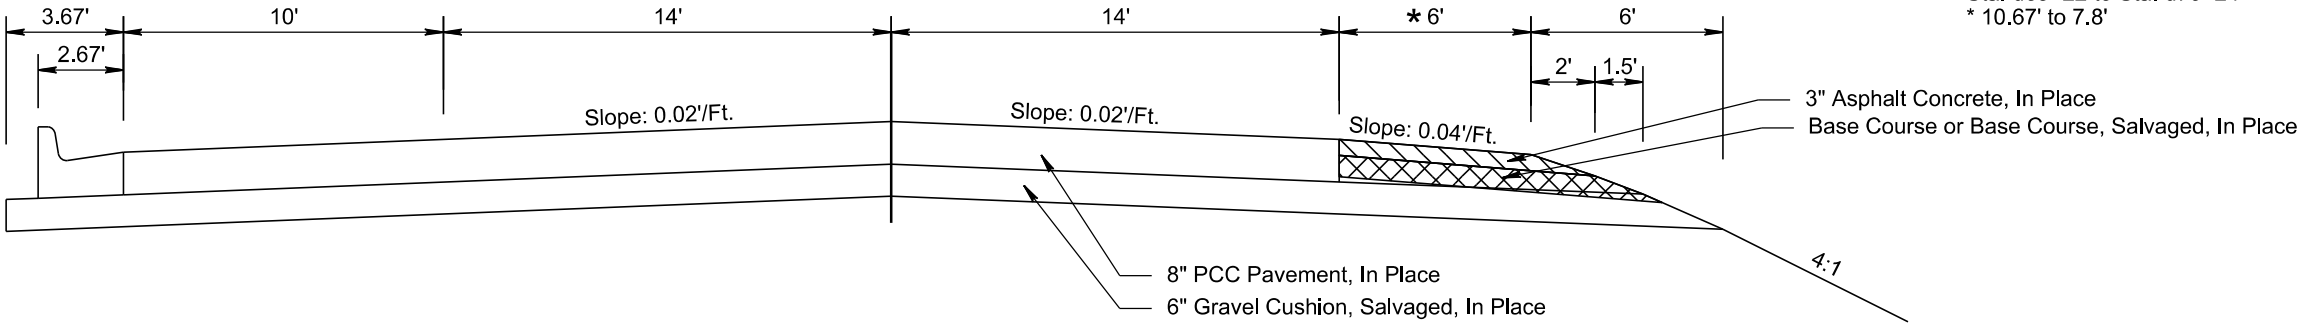 3.67'
10'
14'
14'
* 6'
6'
* 10.67' to 7.8'
2.67'
2'
1.5'
Slope: 0.02'/Ft.
Slope: 0.02'/Ft.
Slope: 0.04'/Ft.
3" Asphalt Concrete, In Place
Base Course or Base Course, Salvaged, In Place
4:1
8" PCC Pavement, In Place
6" Gravel Cushion, Salvaged, In Place